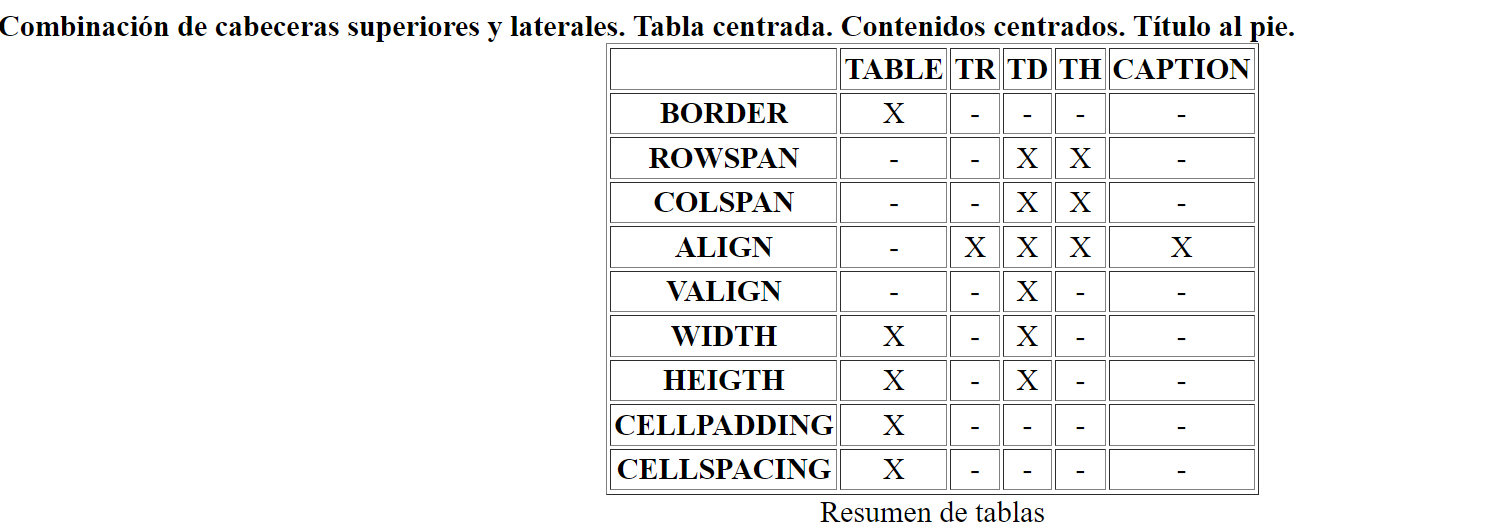 Combinación de cabeceras superiores y laterales. Tabla centrada. Contenidos centrados. Título al pie.
TABLE TR TD TH CAPTION
BORDER X - - - -
ROWSPAN - - X X -
COLSPAN - - X X -
ALIGN - X X X X
VALIGN - - X - -
WIDTH X - X - -
HEIGTH X - X - -
CELLPADDING X - - - -
CELLSPACING X - - - -
Resumen de tablas